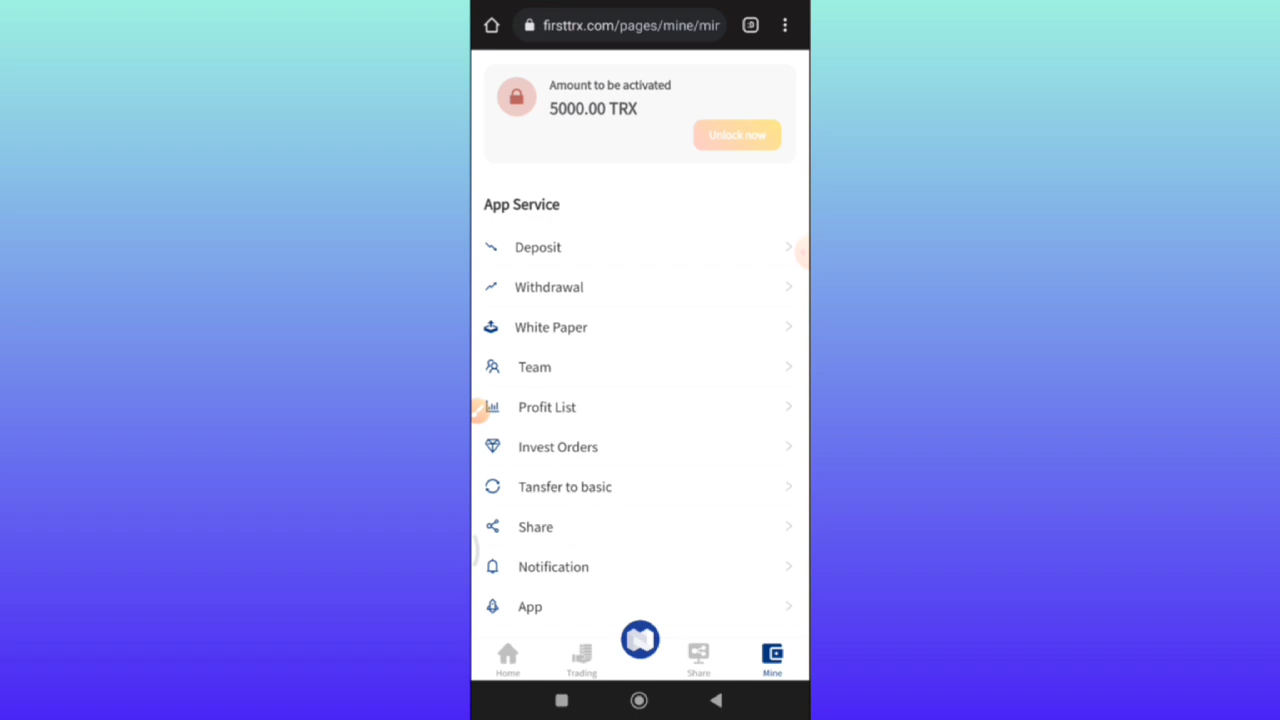 firsttrx.com/pages/mine/mir
:D
Amount to be activated
5000.00 TRX
Unlock now
App Service
Deposit
Withdrawal
White Paper
Team
Profit List
Invest Orders
Tansfer to basic
Share
Notification
App
Home
Trading
Share
Mine